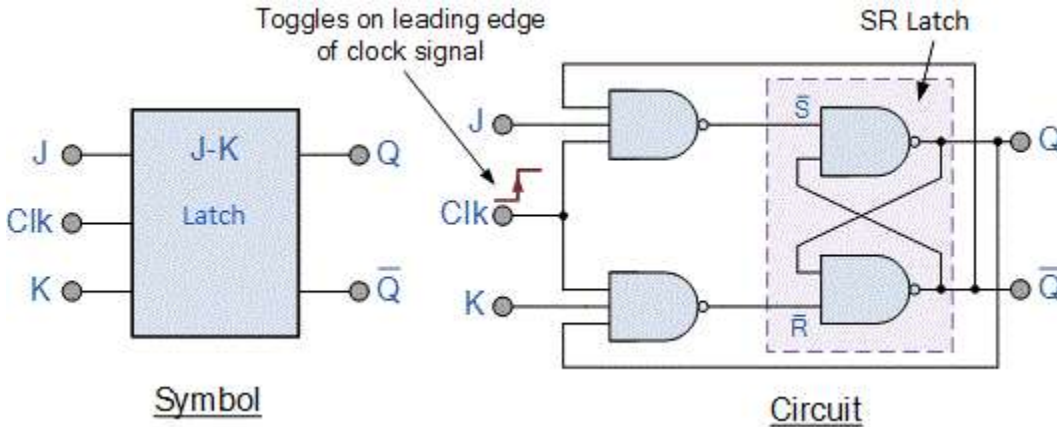 Toggles on leading edge
of clock signal
SR Latch
J
J-K
Q
Clk
Latch
K
Q̅
J
S̅
Q
Clk
K
R̅
Q̅
Symbol
Circuit